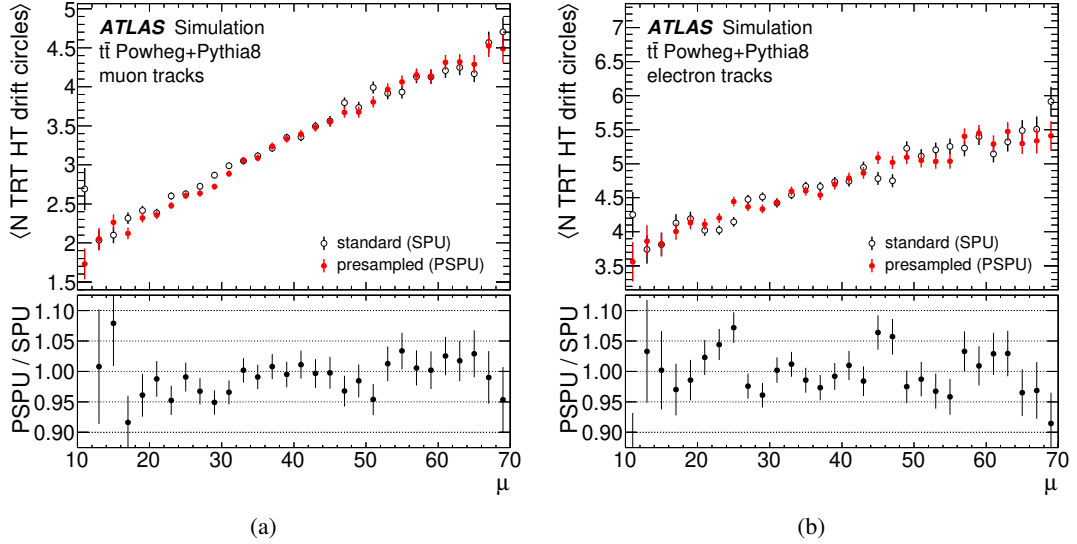 ⟨N TRT HT drift circles⟩
5
4.5
4
3.5
3
2.5
2
1.5
ATLAS Simulation
tt̄ Powheg+Pythia8
muon tracks
standard (SPU)
presampled (PSPU)
PSPU / SPU
1.10
1.05
1.00
0.95
0.90
10 20 30 40 50 60 70
μ
(a)
⟨N TRT HT drift circles⟩
7
6.5
6
5.5
5
4.5
4
3.5
ATLAS Simulation
tt̄ Powheg+Pythia8
electron tracks
standard (SPU)
presampled (PSPU)
PSPU / SPU
1.10
1.05
1.00
0.95
0.90
10 20 30 40 50 60 70
μ
(b)